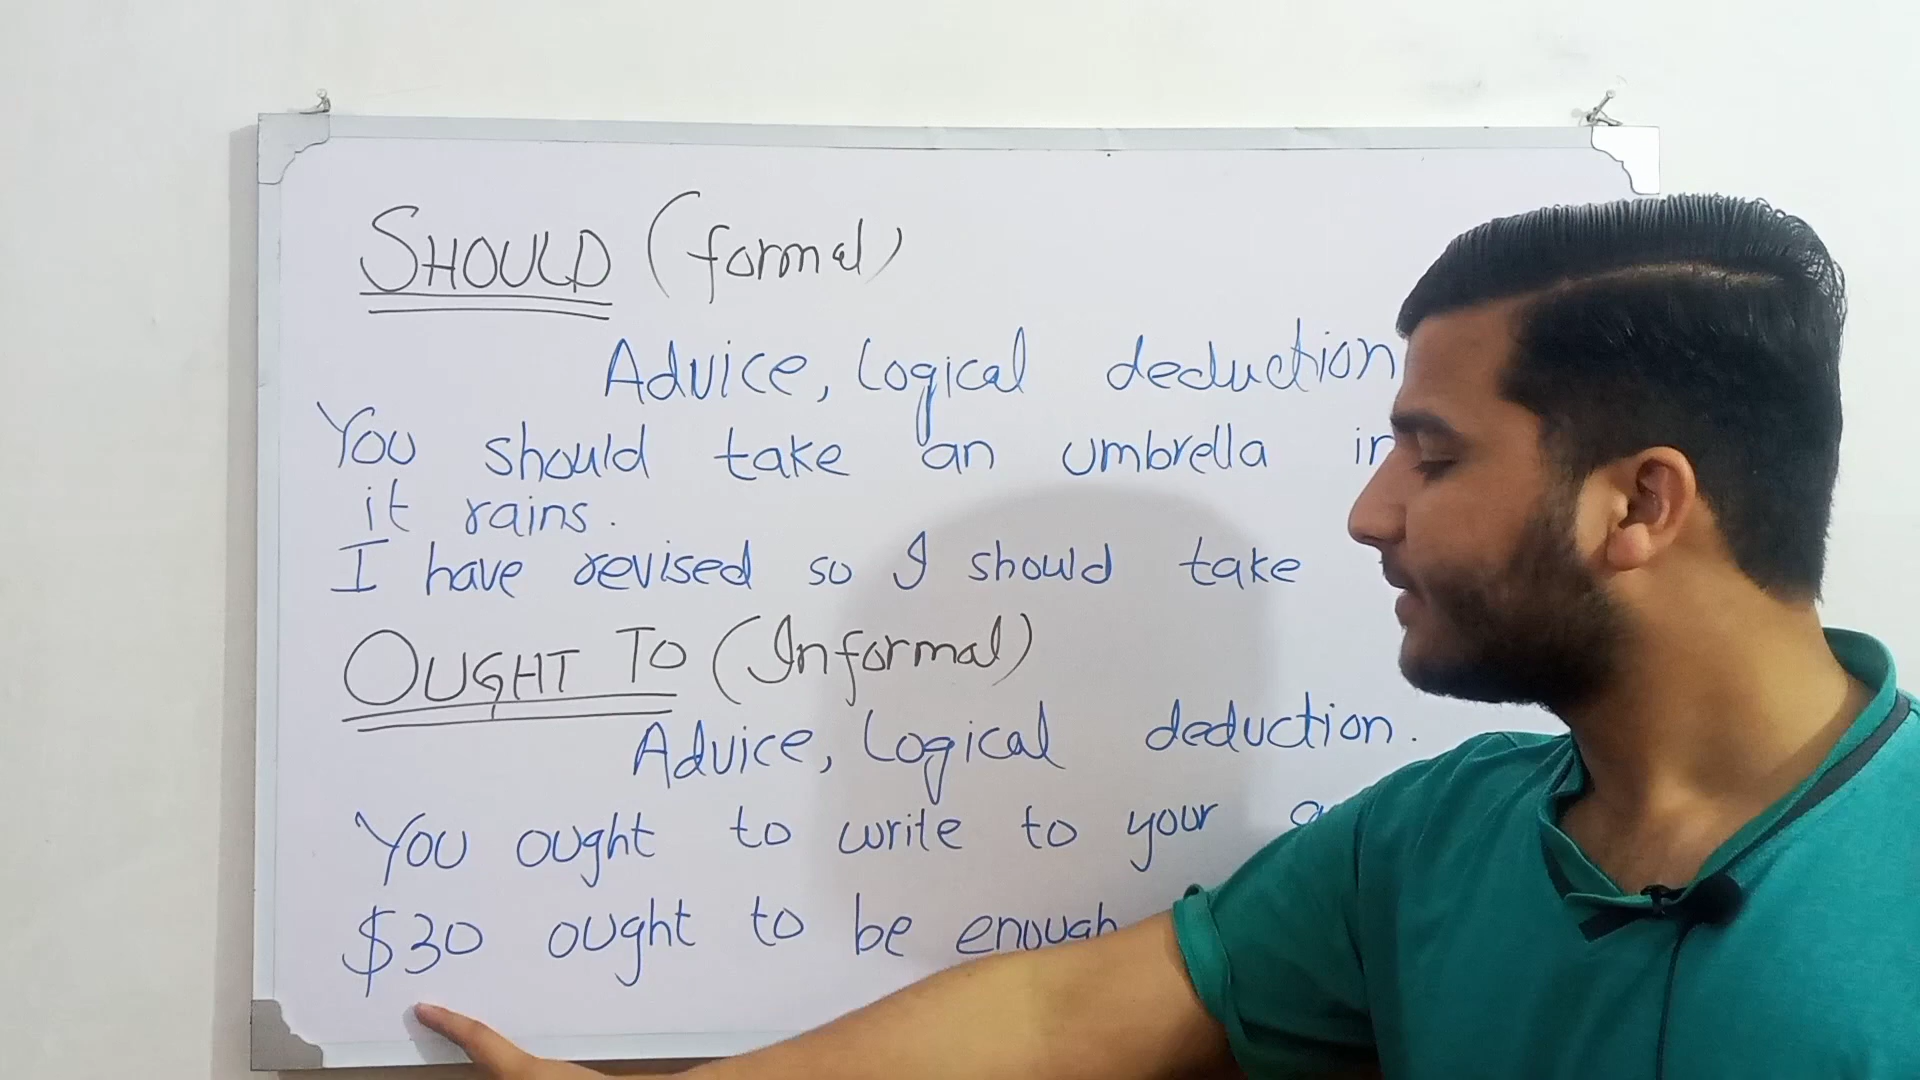 SHOULD (formal)
Advice, Logical deduction
You should take an umbrella in
it rains.
I have revised so I should take
OUGHT TO (Informal)
Advice, Logical deduction.
You ought to write to your
$30 ought to be enough